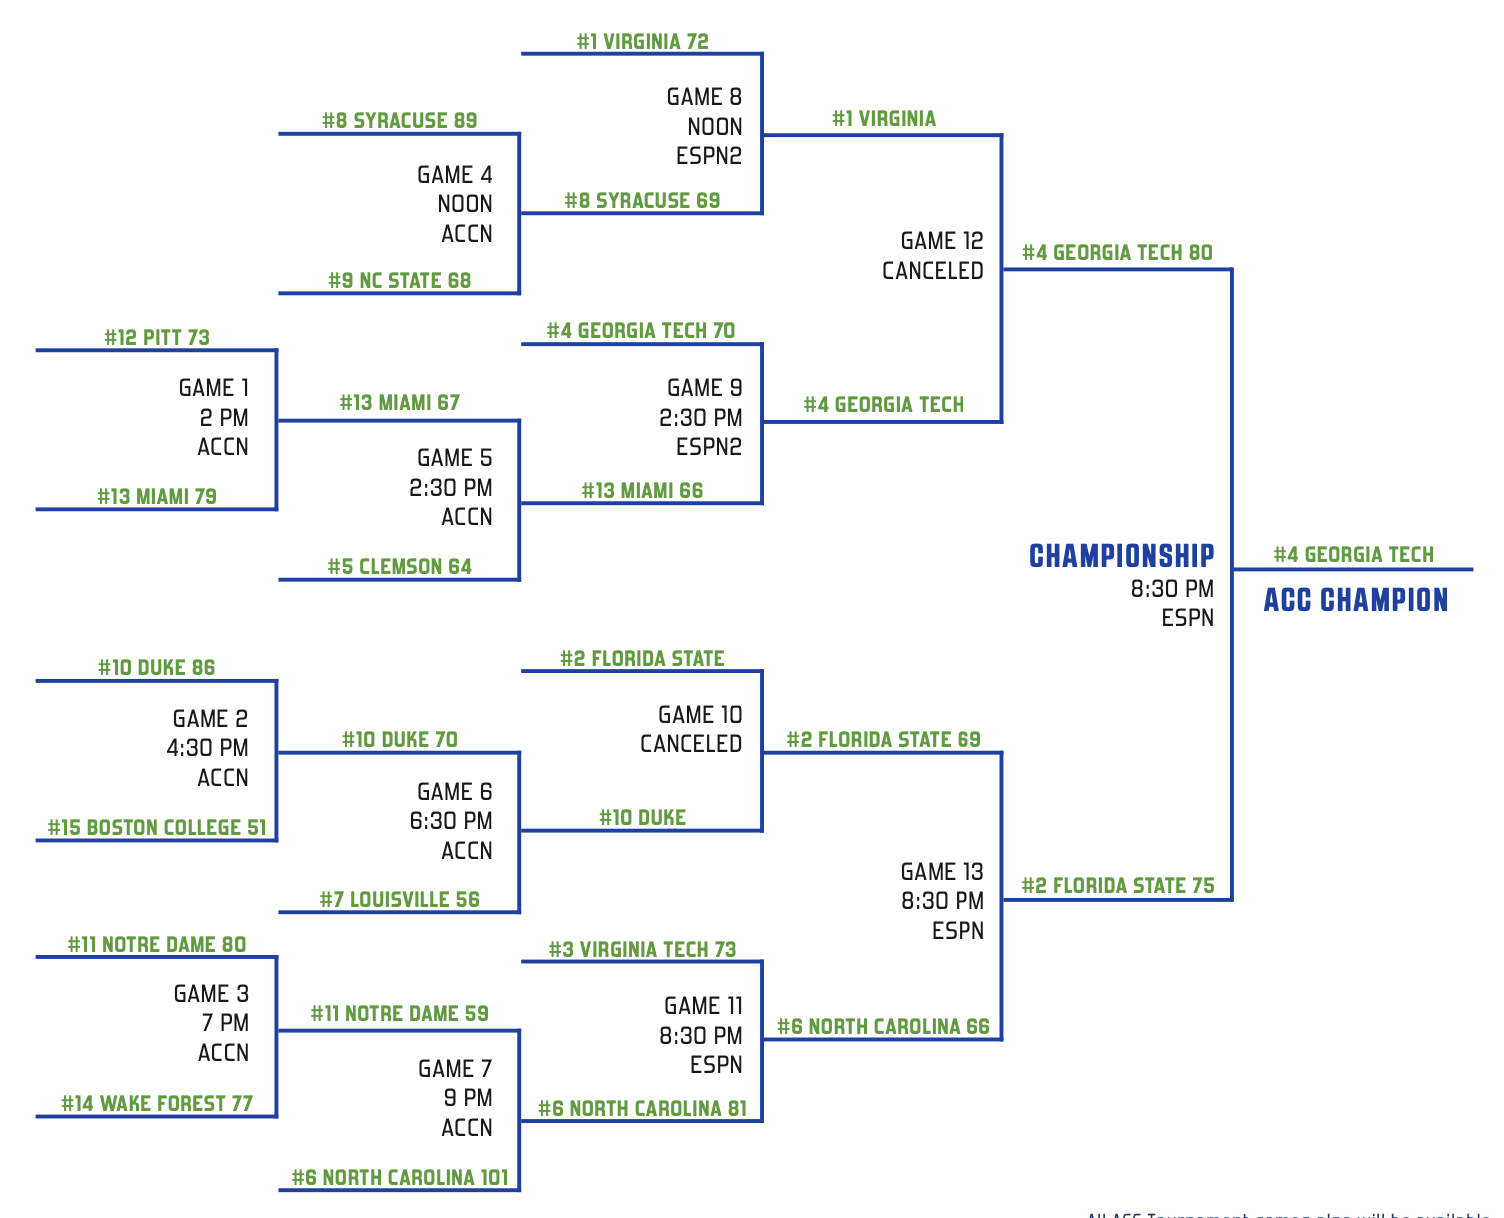 #1 VIRGINIA 72
GAME 8
NOON
ESPN2
#8 SYRACUSE 69
#8 SYRACUSE 89
GAME 4
NOON
ACCN
#9 NC STATE 68
#1 VIRGINIA
GAME 12
CANCELED
#4 GEORGIA TECH
#4 GEORGIA TECH 80
#12 PITT 73
GAME 1
2 PM
ACCN
#13 MIAMI 79
#13 MIAMI 67
GAME 5
2:30 PM
ACCN
#5 CLEMSON 64
#4 GEORGIA TECH 70
GAME 9
2:30 PM
ESPN2
#13 MIAMI 66
CHAMPIONSHIP
8:30 PM
ESPN
#4 GEORGIA TECH
ACC CHAMPION
#10 DUKE 86
GAME 2
4:30 PM
ACCN
#15 BOSTON COLLEGE 51
#10 DUKE 70
GAME 6
6:30 PM
ACCN
#7 LOUISVILLE 56
#2 FLORIDA STATE
GAME 10
CANCELED
#10 DUKE
#2 FLORIDA STATE 69
GAME 13
8:30 PM
ESPN
#6 NORTH CAROLINA 66
#2 FLORIDA STATE 75
#11 NOTRE DAME 80
GAME 3
7 PM
ACCN
#14 WAKE FOREST 77
#11 NOTRE DAME 59
GAME 7
9 PM
ACCN
#6 NORTH CAROLINA 101
#3 VIRGINIA TECH 73
GAME 11
8:30 PM
ESPN
#6 NORTH CAROLINA 81